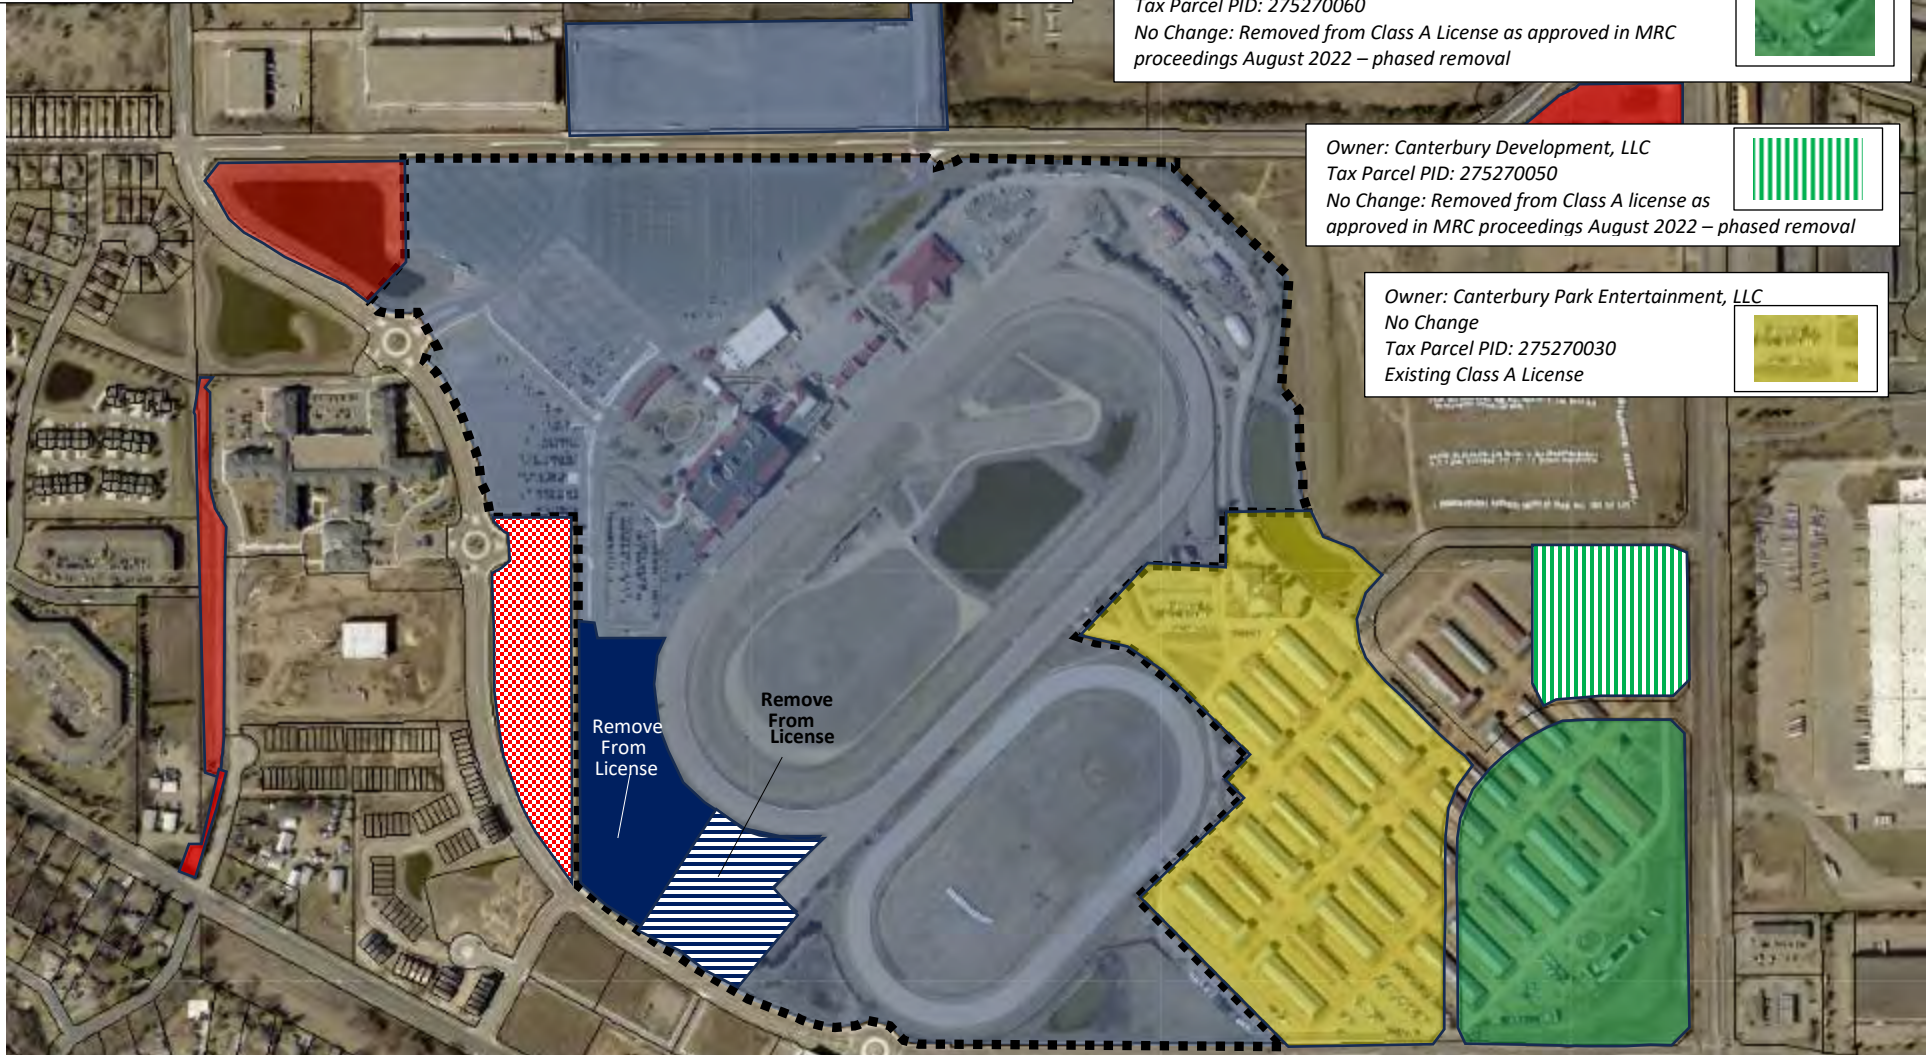 Tax Parcel PID: 275270060
No Change: Removed from Class A License as approved in MRC
proceedings August 2022 – phased removal
Owner: Canterbury Development, LLC
Tax Parcel PID: 275270050
No Change: Removed from Class A license as
approved in MRC proceedings August 2022 – phased removal
Owner: Canterbury Park Entertainment, LLC
No Change
Tax Parcel PID: 275270030
Existing Class A License
Remove
From
License
Remove
From
License